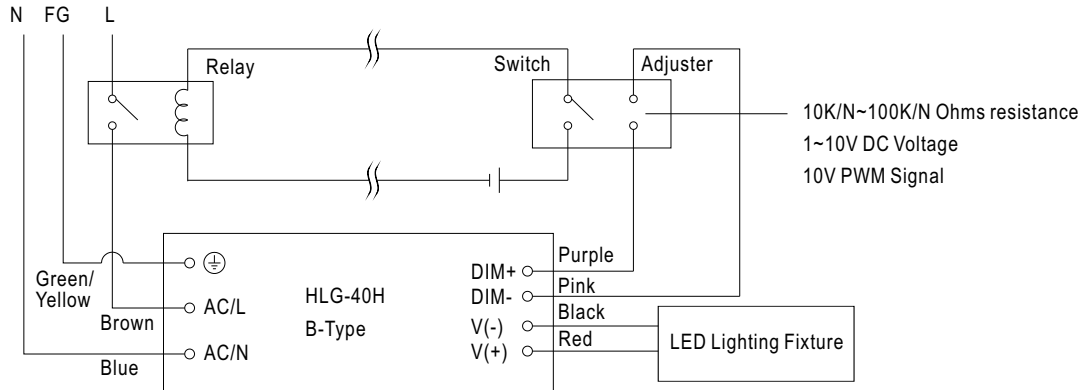 N FG L
Relay
Switch
Adjuster
10K/N~100K/N Ohms resistance
1~10V DC Voltage
10V PWM Signal
Green/
Yellow
Brown
Blue
AC/L
AC/N
HLG-40H
B-Type
DIM+
DIM-
V(-)
V(+)
Purple
Pink
Black
Red
LED Lighting Fixture